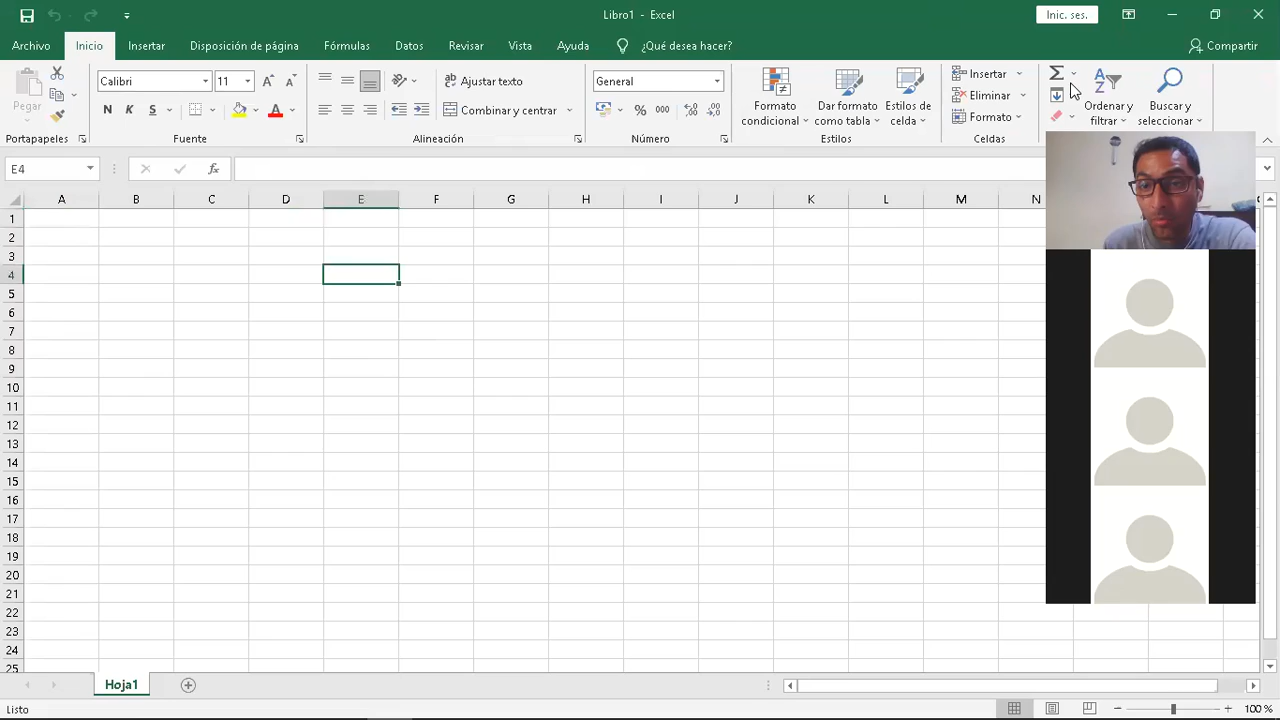 Libro1 - Excel
Inic. ses.
Archivo Inicio Insertar Disposición de página Fórmulas Datos Revisar Vista Ayuda ¿Qué desea hacer? Compartir
Pegar
Calibri 11
N K S
Ajustar texto
Combinar y centrar
General
% 000
Formato condicional
Dar formato como tabla
Estilos de celda
Insertar
Eliminar
Formato
Ordenar y filtrar
Buscar y seleccionar
Portapapeles Fuente Alineación Número Estilos Celdas
E4 fx
A B C D E F G H I J K L M N
1
2
3
4
5
6
7
8
9
10
11
12
13
14
15
16
17
18
19
20
21
22
23
24
25
Hoja1
Listo 100 %